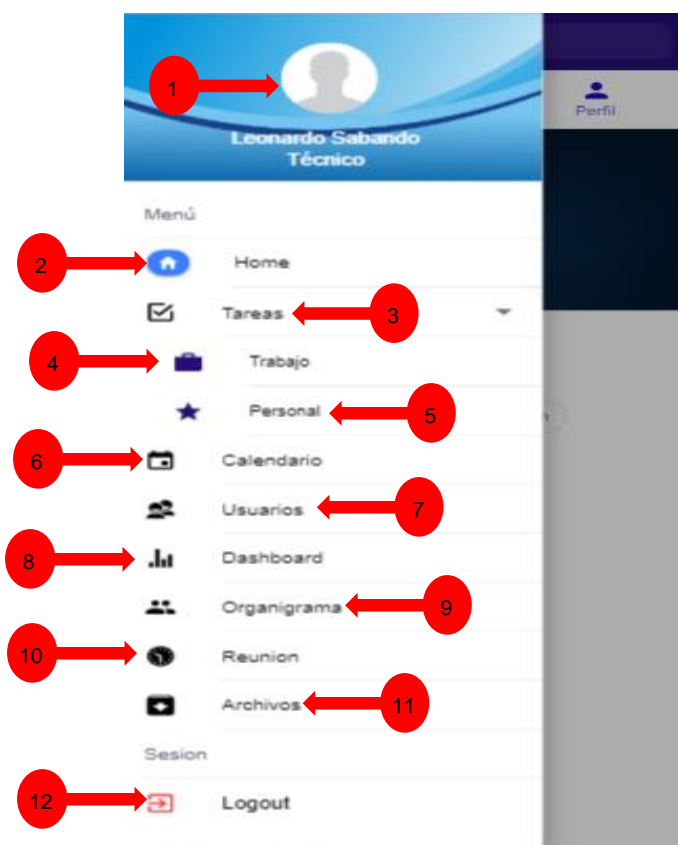 1
Perfil
Leonardo Sabando
Técnico
Menú
2 Home
Tareas 3
4 Trabajo
Personal 5
6 Calendario
Usuarios 7
8 Dashboard
Organigrama 9
10 Reunion
Archivos 11
Sesion
12 Logout